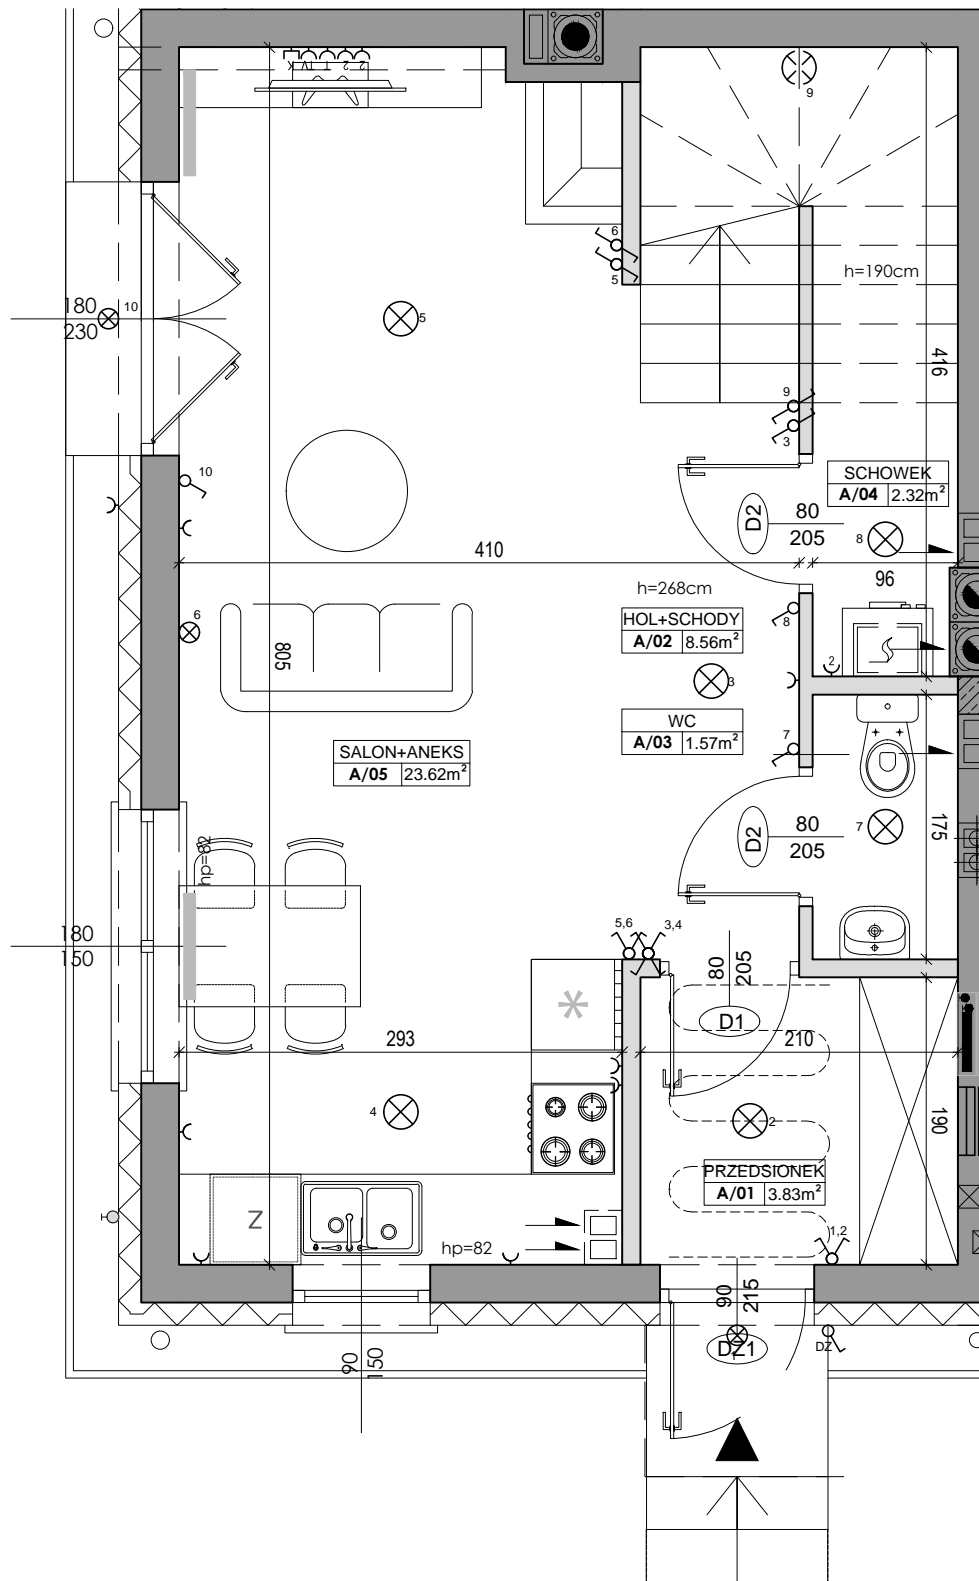 K TV T 2 2
9
6
5
h=190cm
180
230
10
5
416
9
3
10
SCHOWEK
A/04 2.32m²
D2
80
205
8
410
96
h=268cm
6
8
HOL+SCHODY
A/02 8.56m²
805
2
3
WC
A/03 1.57m²
7
SALON+ANEKS
A/05 23.62m²
hp=82
D2
80
205
7
175
180
150
5,6
3,4
80
205
*
D1
293
210
4
2
190
PRZEDSIONEK
A/01 3.83m²
Z
hp=82
1,2
90
215
DZ1
1
DZ
90
150